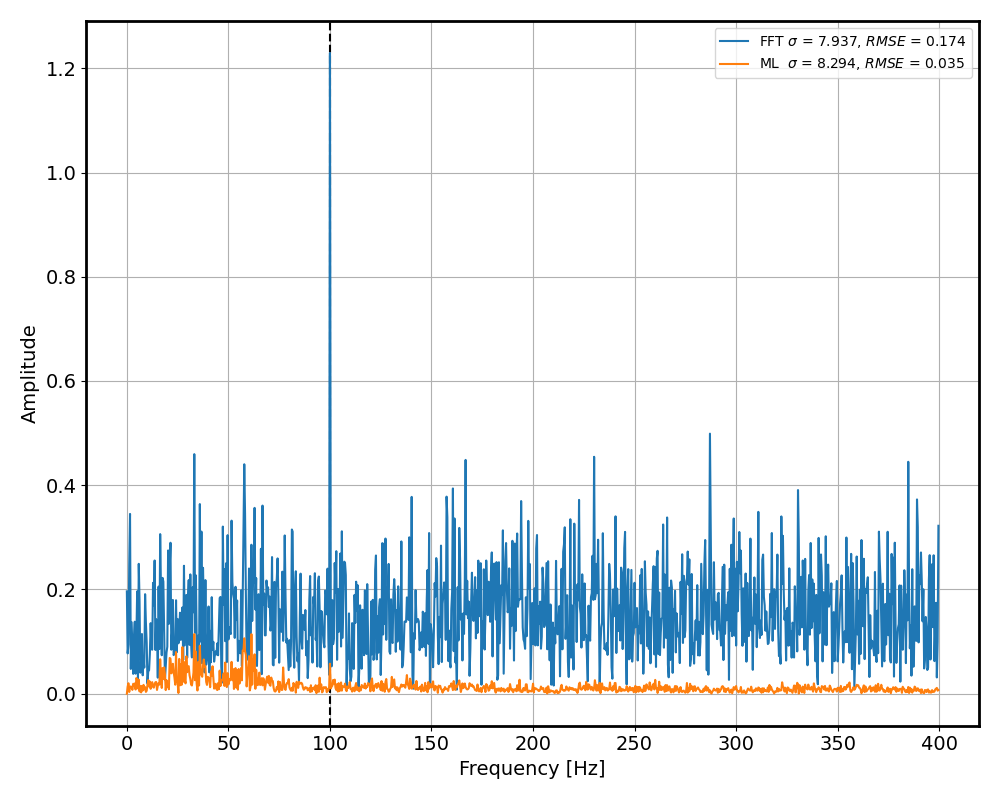 FFT σ = 7.937, RMSE = 0.174
ML σ = 8.294, RMSE = 0.035
1.2
1.0
0.8
0.6
0.4
0.2
0.0
Amplitude
0 50 100 150 200 250 300 350 400
Frequency [Hz]